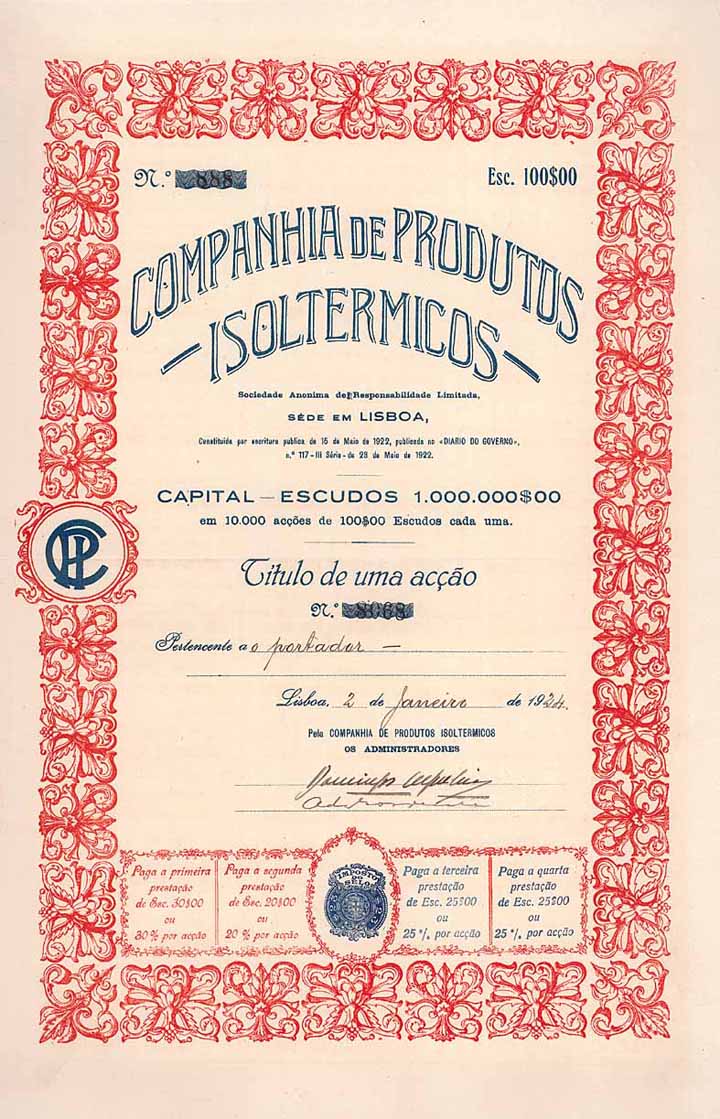 N.º 888
Esc. 100$00
COMPANHIA DE PRODUTOS
— ISOLTERMICOS —
Sociedade Anonima de Responsabilidade Limitada,
SÉDE EM LISBOA,
Constituida por escritura publica de 15 de Maio de 1922, publicada no «DIARIO DO GOVERNO»,
n.º 117-III Série-de 23 de Maio de 1922.
CAPITAL — ESCUDOS 1.000.000$00
em 10.000 acções de 100$00 Escudos cada uma.
Título de uma acção
N.º 8068
Pertencente a o portador —
Lisboa, 2 de Janeiro de 1924.
Pela COMPANHIA DE PRODUTOS ISOLTERMICOS
OS ADMINISTRADORES
Paga a primeira
prestação
de Esc. 30$00
ou
30 % por acção
Paga a segunda
prestação
de Esc. 20$00
ou
20 % por acção
IMPOSTO
DO
SELO
Paga a terceira
prestação
de Esc. 25$00
ou
25 %, por acção
Paga a quarta
prestação
de Esc. 25$00
ou
25 %, por acção